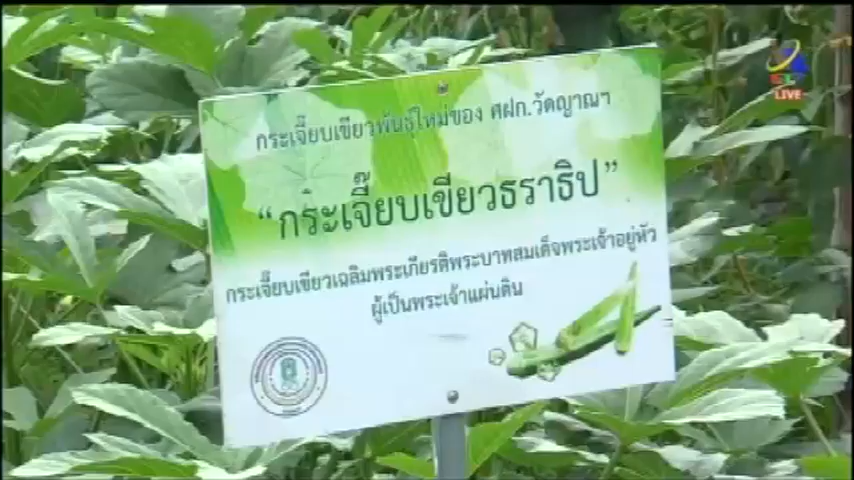 กระเจี๊ยบเขียวพันธุ์ใหม่ของ ศฝก.วัดญาณฯ
“กระเจี๊ยบเขียวธราธิป”
กระเจี๊ยบเขียวเฉลิมพระเกียรติพระบาทสมเด็จพระเจ้าอยู่หัว
ผู้เป็นพระเจ้าแผ่นดิน
LIVE